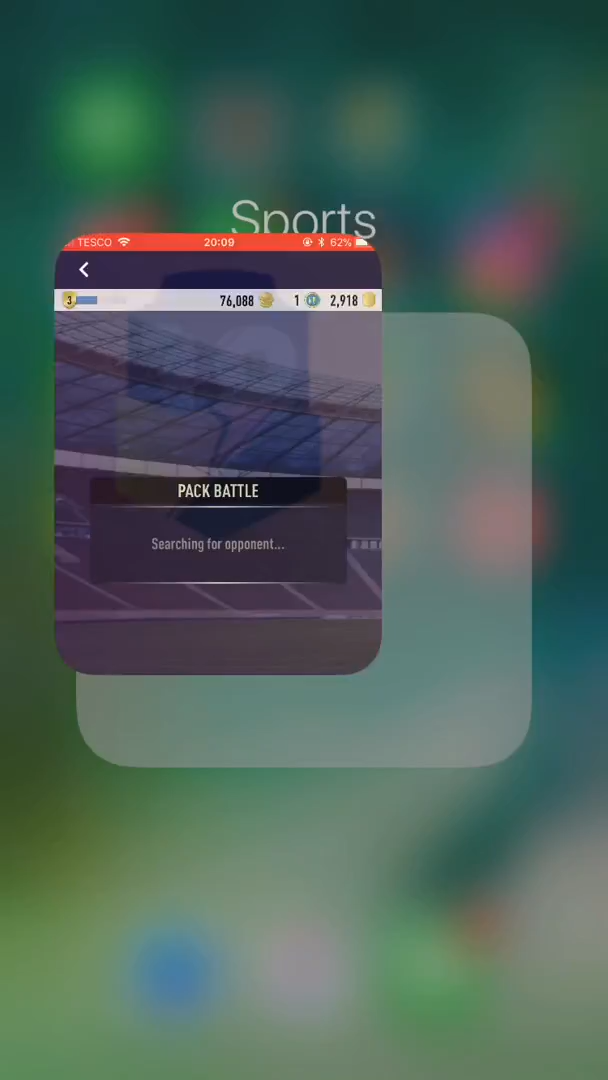 Sports
TESCO 20:09 62%
3 76,088 1 2,918
PACK BATTLE
Searching for opponent...